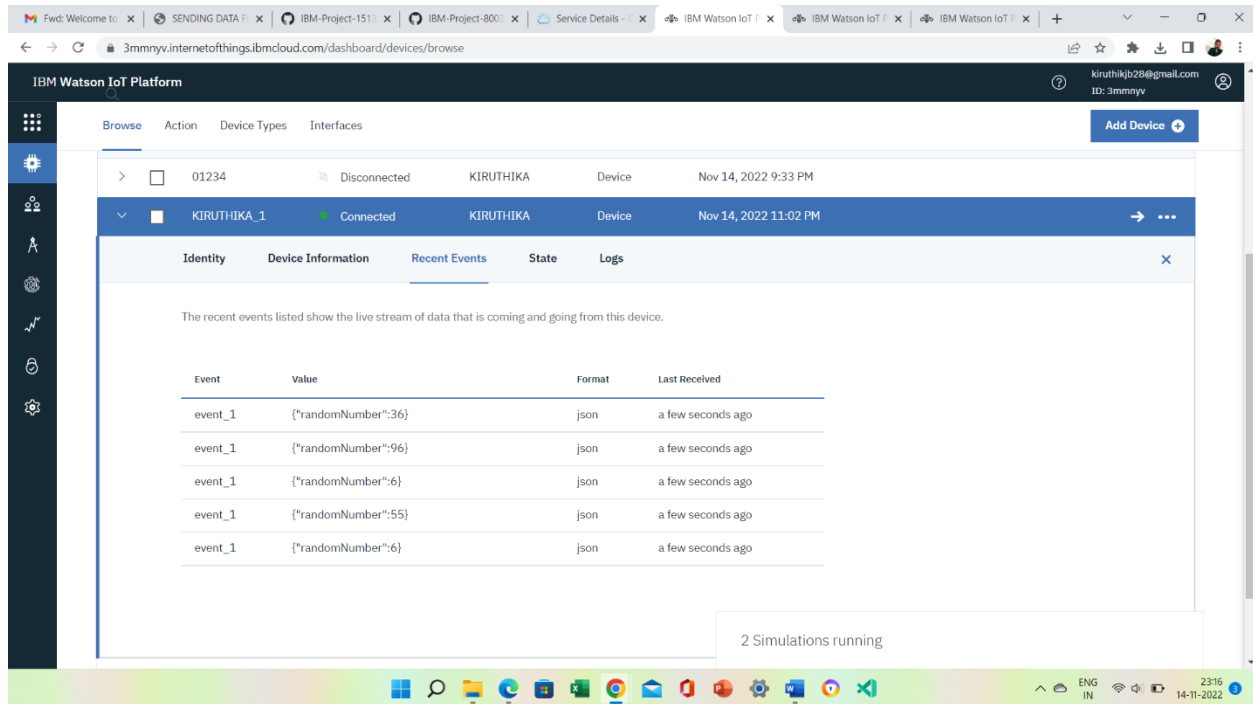 Fwd: Welcome to
SENDING DATA F
IBM-Project-151
IBM-Project-800
Service Details -
IBM Watson IoT P
IBM Watson IoT P
IBM Watson IoT P
3mmnyv.internetofthings.ibmcloud.com/dashboard/devices/browse
IBM Watson IoT Platform
kiruthikjb28@gmail.com
ID: 3mmnyv
Browse Action Device Types Interfaces
Add Device
01234 Disconnected KIRUTHIKA Device Nov 14, 2022 9:33 PM
KIRUTHIKA_1 Connected KIRUTHIKA Device Nov 14, 2022 11:02 PM
Identity Device Information Recent Events State Logs
The recent events listed show the live stream of data that is coming and going from this device.
Event Value Format Last Received
event_1 {"randomNumber":36} json a few seconds ago
event_1 {"randomNumber":96} json a few seconds ago
event_1 {"randomNumber":6} json a few seconds ago
event_1 {"randomNumber":55} json a few seconds ago
event_1 {"randomNumber":6} json a few seconds ago
2 Simulations running
ENG
IN
23:16
14-11-2022
3